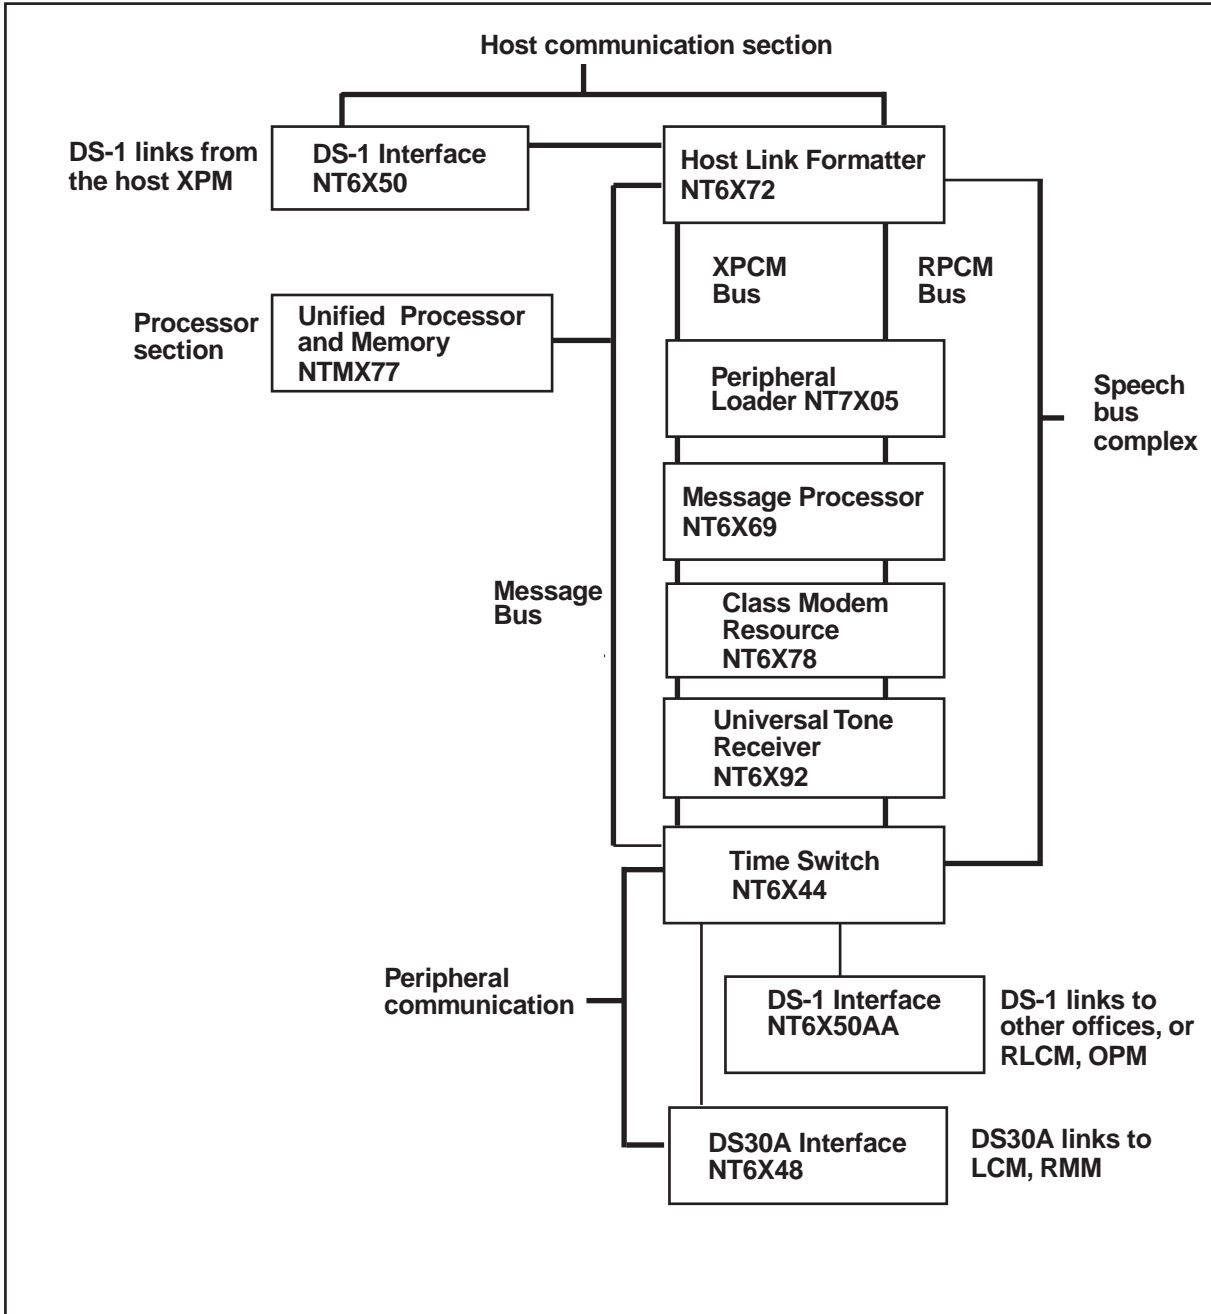 Host communication section
DS-1 links from
the host XPM
DS-1 Interface
NT6X50
Host Link Formatter
NT6X72
XPCM
Bus
RPCM
Bus
Processor
section
Unified Processor
and Memory
NTMX77
Peripheral
Loader NT7X05
Speech
bus
complex
Message Processor
NT6X69
Message
Bus
Class Modem
Resource
NT6X78
Universal Tone
Receiver
NT6X92
Time Switch
NT6X44
Peripheral
communication
DS-1 Interface
NT6X50AA
DS-1 links to
other offices, or
RLCM, OPM
DS30A Interface
NT6X48
DS30A links to
LCM, RMM